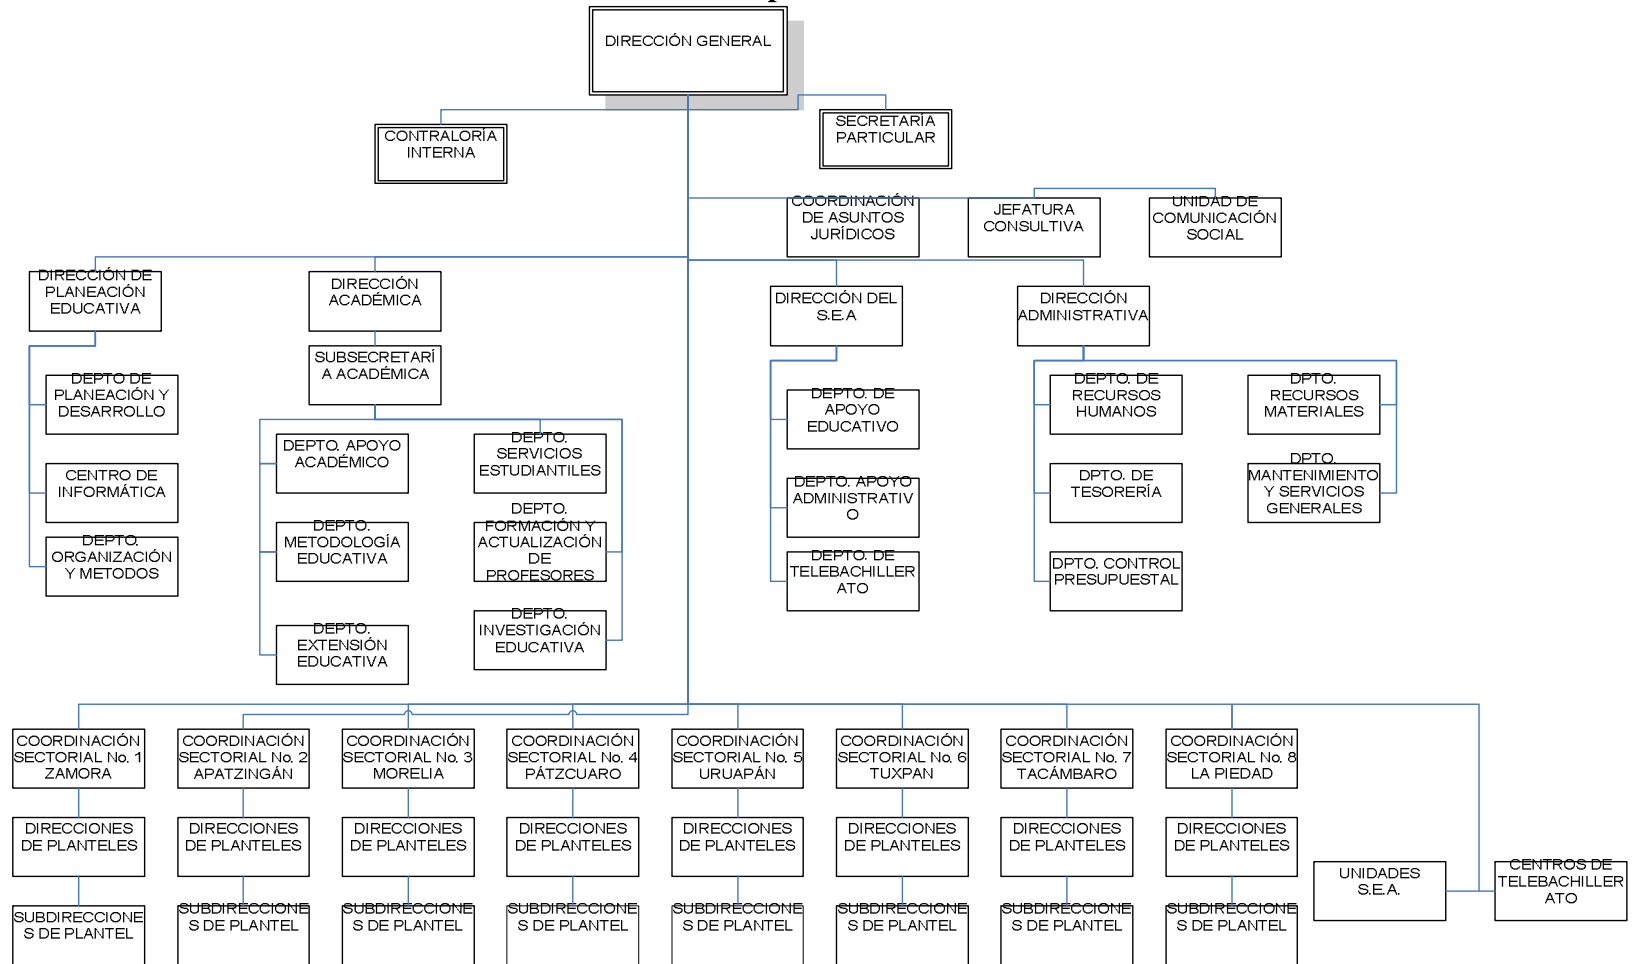 DIRECCIÓN GENERAL
CONTRALORÍA
INTERNA
SECRETARÍA
PARTICULAR
COORDINACIÓN
DE ASUNTOS
JURÍDICOS
JEFATURA
CONSULTIVA
UNIDAD DE
COMUNICACIÓN
SOCIAL
DIRECCIÓN DE
PLANEACIÓN
EDUCATIVA
DIRECCIÓN
ACADÉMICA
DIRECCIÓN DEL
S.E.A
DIRECCIÓN
ADMINISTRATIVA
SUBSECRETARÍ
A ACADÉMICA
DEPTO DE
PLANEACIÓN Y
DESARROLLO
CENTRO DE
INFORMÁTICA
DEPTO.
ORGANIZACIÓN
Y METODOS
DEPTO. APOYO
ACADÉMICO
DEPTO.
METODOLOGÍA
EDUCATIVA
DEPTO.
EXTENSIÓN
EDUCATIVA
DEPTO.
SERVICIOS
ESTUDIANTILES
DEPTO.
FORMACIÓN Y
ACTUALIZACIÓN
DE
PROFESORES
DEPTO.
INVESTIGACIÓN
EDUCATIVA
DEPTO. DE
APOYO
EDUCATIVO
DEPTO. APOYO
ADMINISTRATIV
O
DEPTO. DE
TELEBACHILLER
ATO
DEPTO. DE
RECURSOS
HUMANOS
DPTO. DE
TESORERÍA
DPTO. CONTROL
PRESUPUESTAL
DPTO.
RECURSOS
MATERIALES
DPTO.
MANTENIMIENTO
Y SERVICIOS
GENERALES
COORDINACIÓN
SECTORIAL No. 1
ZAMORA
COORDINACIÓN
SECTORIAL No. 2
APATZINGÁN
COORDINACIÓN
SECTORIAL No. 3
MORELIA
COORDINACIÓN
SECTORIAL No. 4
PÁTZCUARO
COORDINACIÓN
SECTORIAL No. 5
URUAPÁN
COORDINACIÓN
SECTORIAL No. 6
TUXPAN
COORDINACIÓN
SECTORIAL No. 7
TACÁMBARO
COORDINACIÓN
SECTORIAL No. 8
LA PIEDAD
DIRECCIONES
DE PLANTELES
DIRECCIONES
DE PLANTELES
DIRECCIONES
DE PLANTELES
DIRECCIONES
DE PLANTELES
DIRECCIONES
DE PLANTELES
DIRECCIONES
DE PLANTELES
DIRECCIONES
DE PLANTELES
DIRECCIONES
DE PLANTELES
UNIDADES
S.E.A.
CENTROS DE
TELEBACHILLER
ATO
SUBDIRECCIONE
S DE PLANTEL
SUBDIRECCIONE
S DE PLANTEL
SUBDIRECCIONE
S DE PLANTEL
SUBDIRECCIONE
S DE PLANTEL
SUBDIRECCIONE
S DE PLANTEL
SUBDIRECCIONE
S DE PLANTEL
SUBDIRECCIONE
S DE PLANTEL
SUBDIRECCIONE
S DE PLANTEL